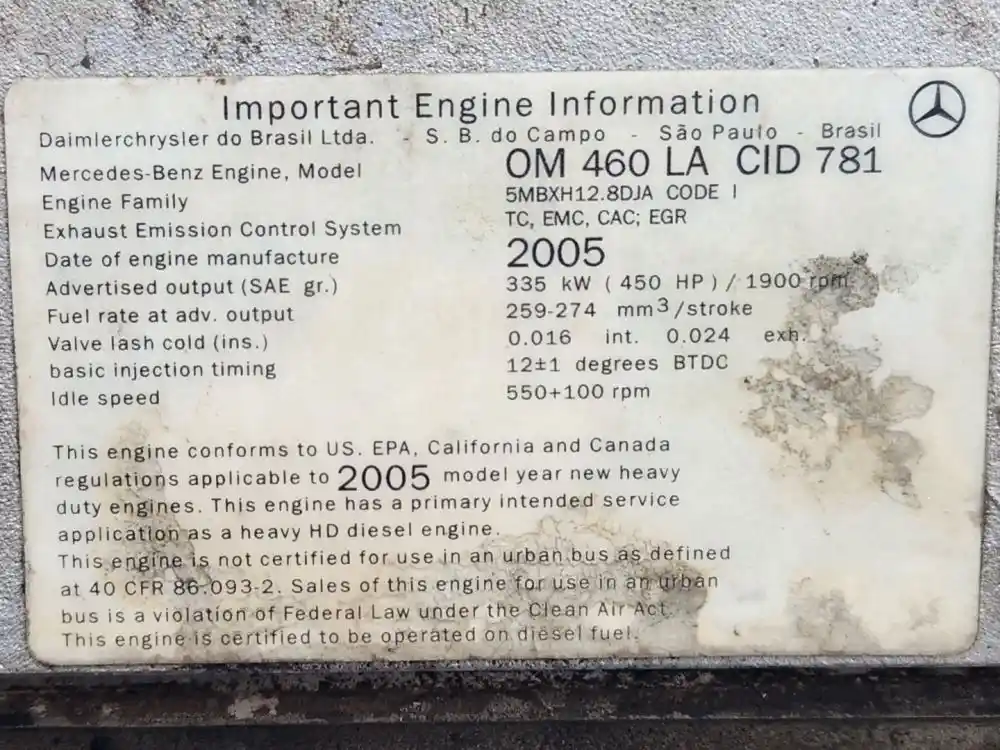 Important Engine Information
Daimlerchrysler do Brasil Ltda. - S. B. do Campo - São Paulo - Brasil
Mercedes-Benz Engine, Model OM 460 LA CID 781
Engine Family 5MBXH12.8DJA CODE I
Exhaust Emission Control System TC, EMC, CAC; EGR
Date of engine manufacture 2005
Advertised output (SAE gr.) 335 kW ( 450 HP ) / 1900 rpm
Fuel rate at adv. output 259-274 mm3/stroke
Valve lash cold (ins.) 0.016 int. 0.024 exh.
basic injection timing 12±1 degrees BTDC
Idle speed 550+100 rpm
This engine conforms to US. EPA, California and Canada
regulations applicable to 2005 model year new heavy
duty engines. This engine has a primary intended service
application as a heavy HD diesel engine.
This engine is not certified for use in an urban bus as defined
at 40 CFR 86.093-2. Sales of this engine for use in an urban
bus is a violation of Federal Law under the Clean Air Act.
This engine is certified to be operated on diesel fuel.